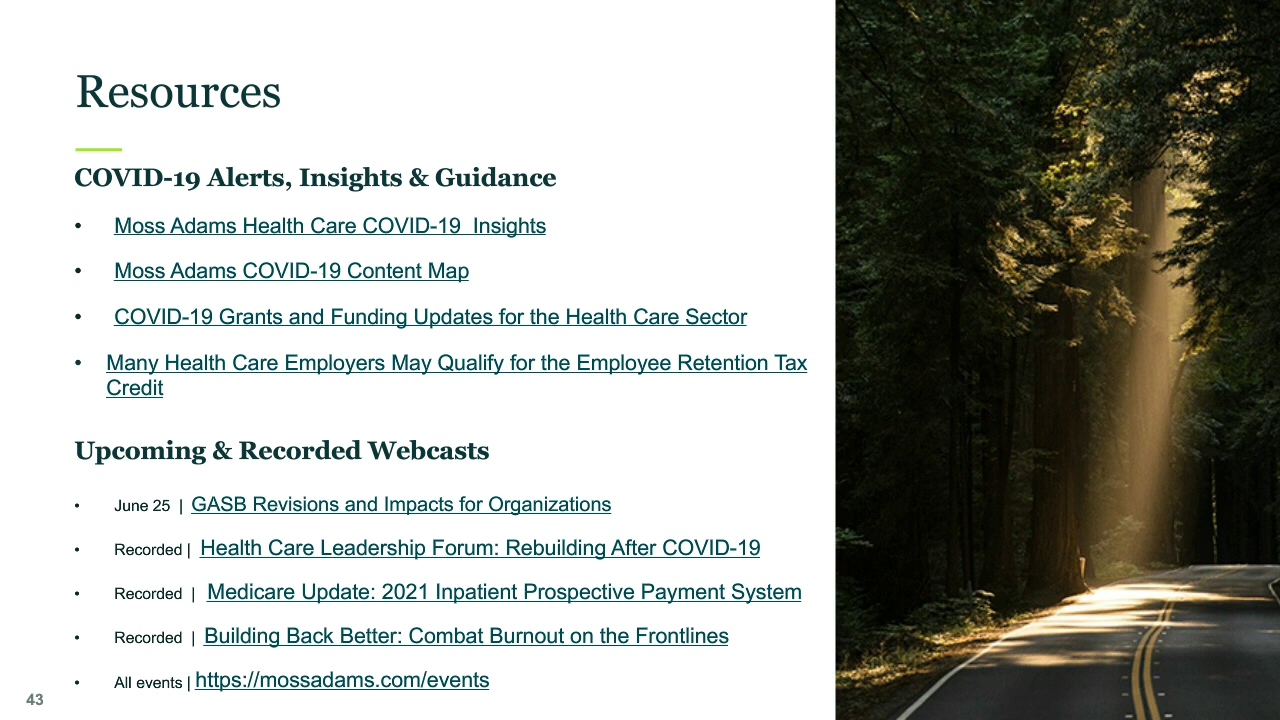 Resources
COVID-19 Alerts, Insights & Guidance
• Moss Adams Health Care COVID-19  Insights
• Moss Adams COVID-19 Content Map
• COVID-19 Grants and Funding Updates for the Health Care Sector
• Many Health Care Employers May Qualify for the Employee Retention Tax
Credit
Upcoming & Recorded Webcasts
• June 25 | GASB Revisions and Impacts for Organizations
• Recorded | Health Care Leadership Forum: Rebuilding After COVID-19
• Recorded | Medicare Update: 2021 Inpatient Prospective Payment System
• Recorded | Building Back Better: Combat Burnout on the Frontlines
• All events | https://mossadams.com/events
43